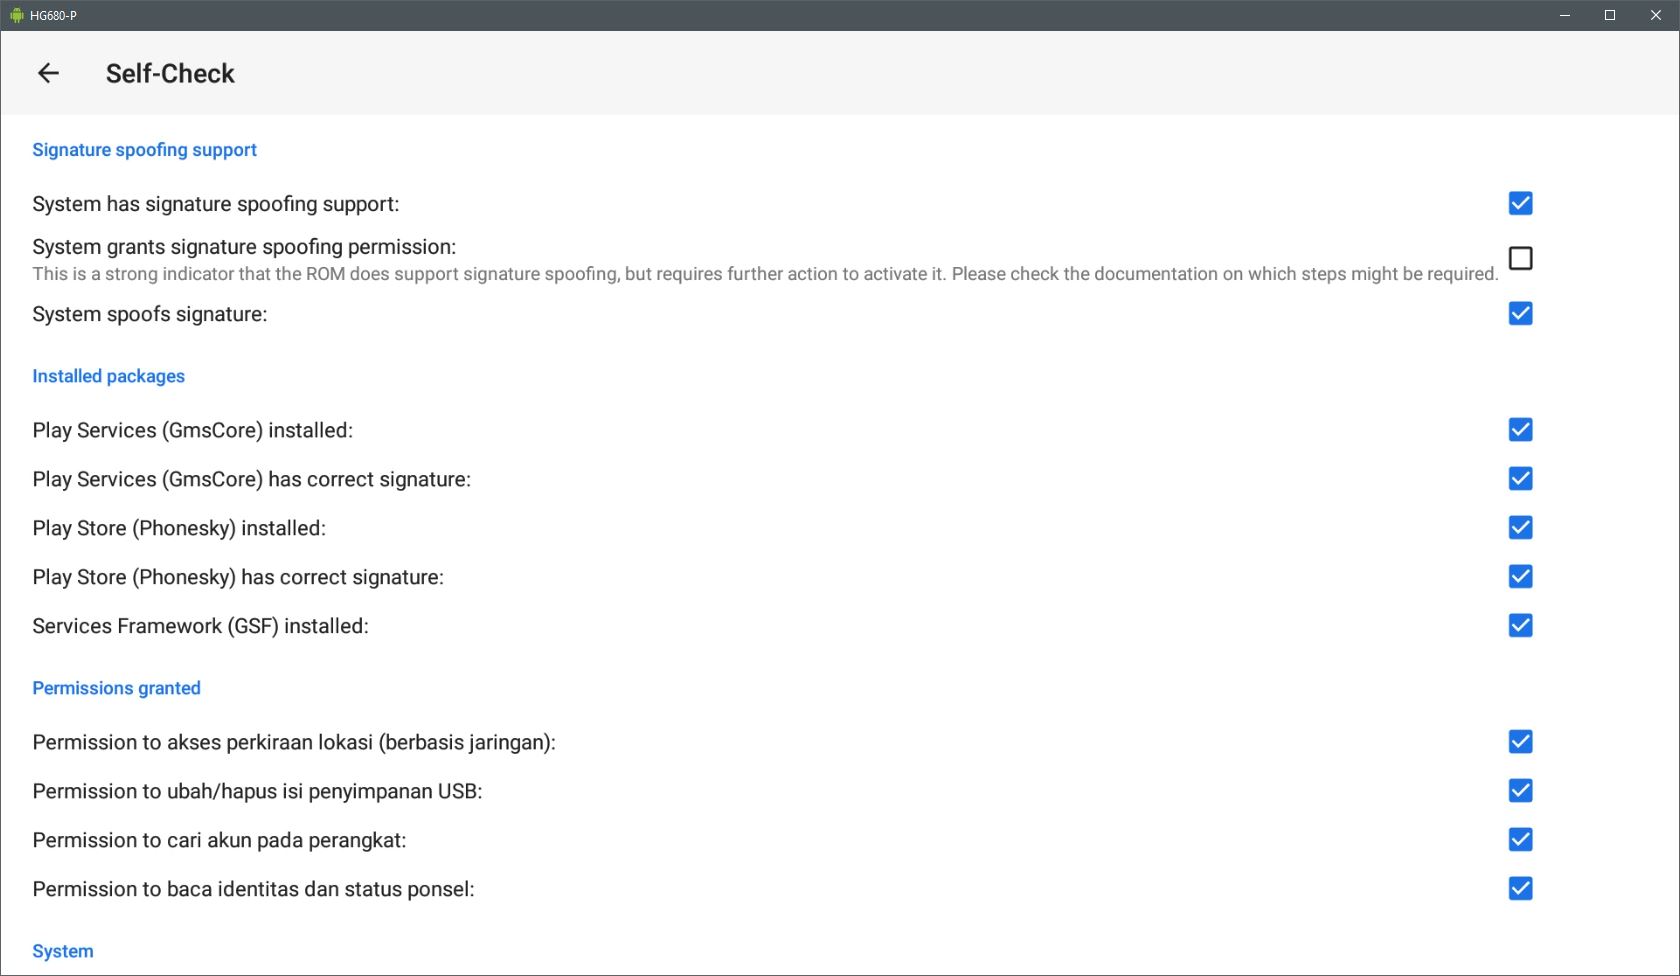 HG680-P
Self-Check
Signature spoofing support
System has signature spoofing support:
System grants signature spoofing permission:
This is a strong indicator that the ROM does support signature spoofing, but requires further action to activate it. Please check the documentation on which steps might be required.
System spoofs signature:
Installed packages
Play Services (GmsCore) installed:
Play Services (GmsCore) has correct signature:
Play Store (Phonesky) installed:
Play Store (Phonesky) has correct signature:
Services Framework (GSF) installed:
Permissions granted
Permission to akses perkiraan lokasi (berbasis jaringan):
Permission to ubah/hapus isi penyimpanan USB:
Permission to cari akun pada perangkat:
Permission to baca identitas dan status ponsel:
System